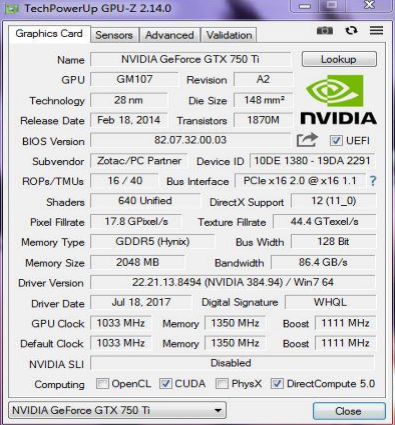 TechPowerUp GPU-Z 2.14.0
Graphics Card Sensors Advanced Validation
Name NVIDIA GeForce GTX 750 Ti Lookup
GPU GM107 Revision A2
Technology 28 nm Die Size 148 mm²
Release Date Feb 18, 2014 Transistors 1870M
NVIDIA
BIOS Version 82.07.32.00.03 UEFI
Subvendor Zotac/PC Partner Device ID 10DE 1380 - 19DA 2291
ROPs/TMUs 16 / 40 Bus Interface PCIe x16 2.0 @ x16 1.1 ?
Shaders 640 Unified DirectX Support 12 (11_0)
Pixel Fillrate 17.8 GPixel/s Texture Fillrate 44.4 GTexel/s
Memory Type GDDR5 (Hynix) Bus Width 128 Bit
Memory Size 2048 MB Bandwidth 86.4 GB/s
Driver Version 22.21.13.8494 (NVIDIA 384.94) / Win7 64
Driver Date Jul 18, 2017 Digital Signature WHQL
GPU Clock 1033 MHz Memory 1350 MHz Boost 1111 MHz
Default Clock 1033 MHz Memory 1350 MHz Boost 1111 MHz
NVIDIA SLI Disabled
Computing OpenCL CUDA PhysX DirectCompute 5.0
NVIDIA GeForce GTX 750 Ti Close